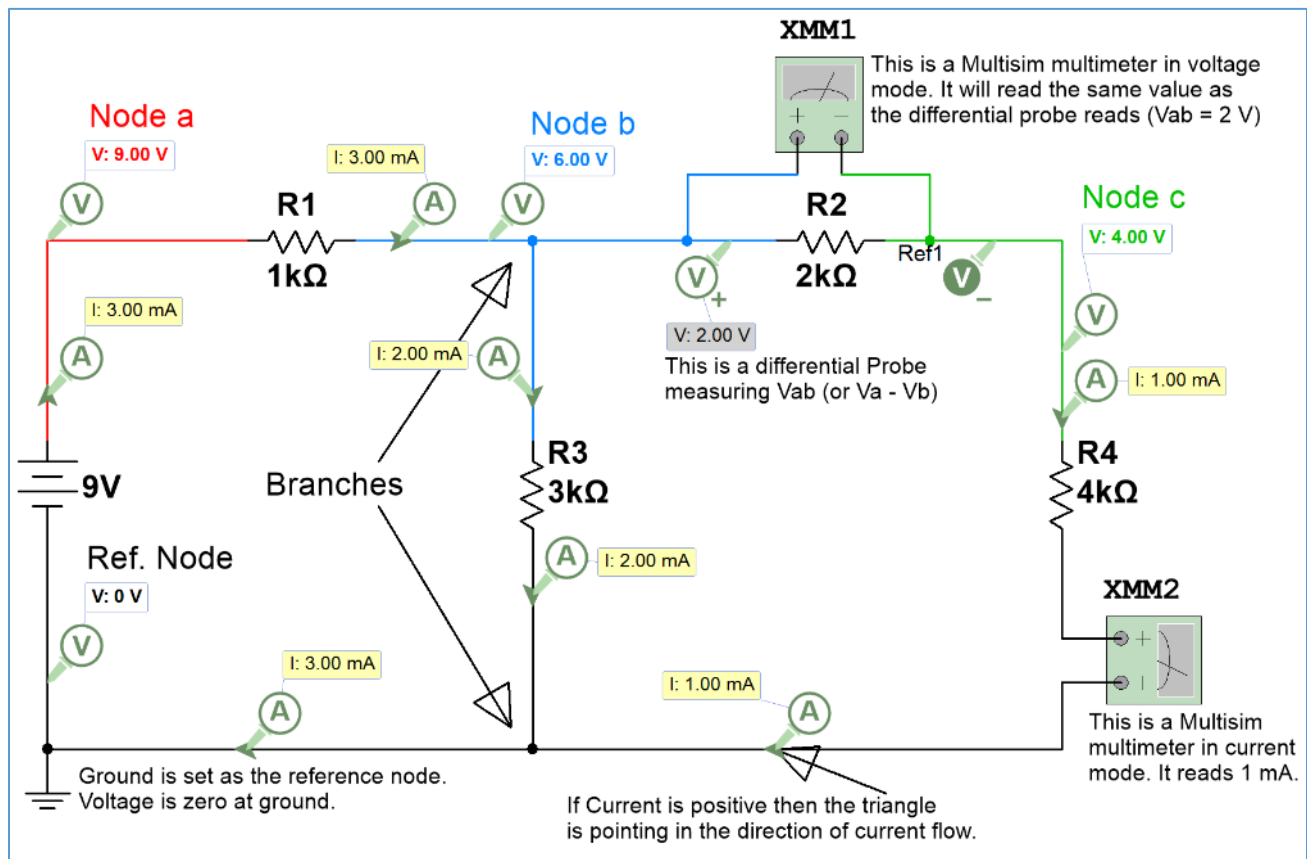 XMM1
This is a Multisim multimeter in voltage
mode. It will read the same value as
the differential probe reads (Vab = 2 V)
+ −
Node a
V: 9.00 V
V
I: 3.00 mA
A
Node b
V: 6.00 V
V
R1
1kΩ
R2
2kΩ
Ref1
Node c
V: 4.00 V
V
+
V
−
V
V: 2.00 V
This is a differential Probe
measuring Vab (or Va - Vb)
I: 3.00 mA
A
I: 2.00 mA
A
A
I: 1.00 mA
9V
Branches
R3
3kΩ
R4
4kΩ
Ref. Node
V: 0 V
V
A
I: 2.00 mA
XMM2
+
−
I: 3.00 mA
A
I: 1.00 mA
A
This is a Multisim
multimeter in current
mode. It reads 1 mA.
Ground is set as the reference node.
Voltage is zero at ground.
If Current is positive then the triangle
is pointing in the direction of current flow.